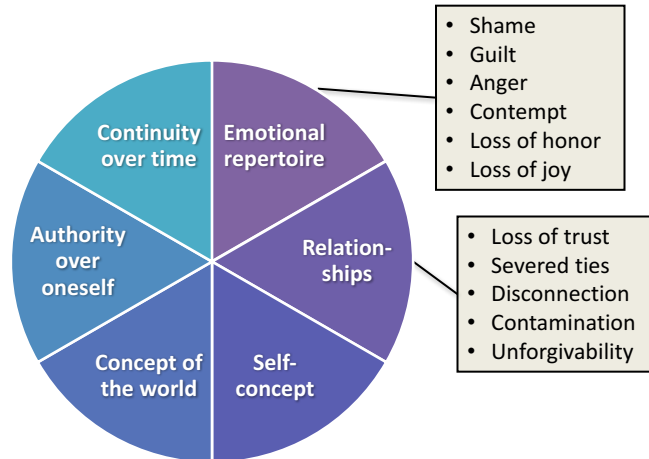 • Shame
• Guilt
• Anger
• Contempt
• Loss of honor
• Loss of joy
Continuity
over time
Emotional
repertoire
Authority
over
oneself
Relation-
ships
• Loss of trust
• Severed ties
• Disconnection
• Contamination
• Unforgivability
Concept of
the world
Self-
concept